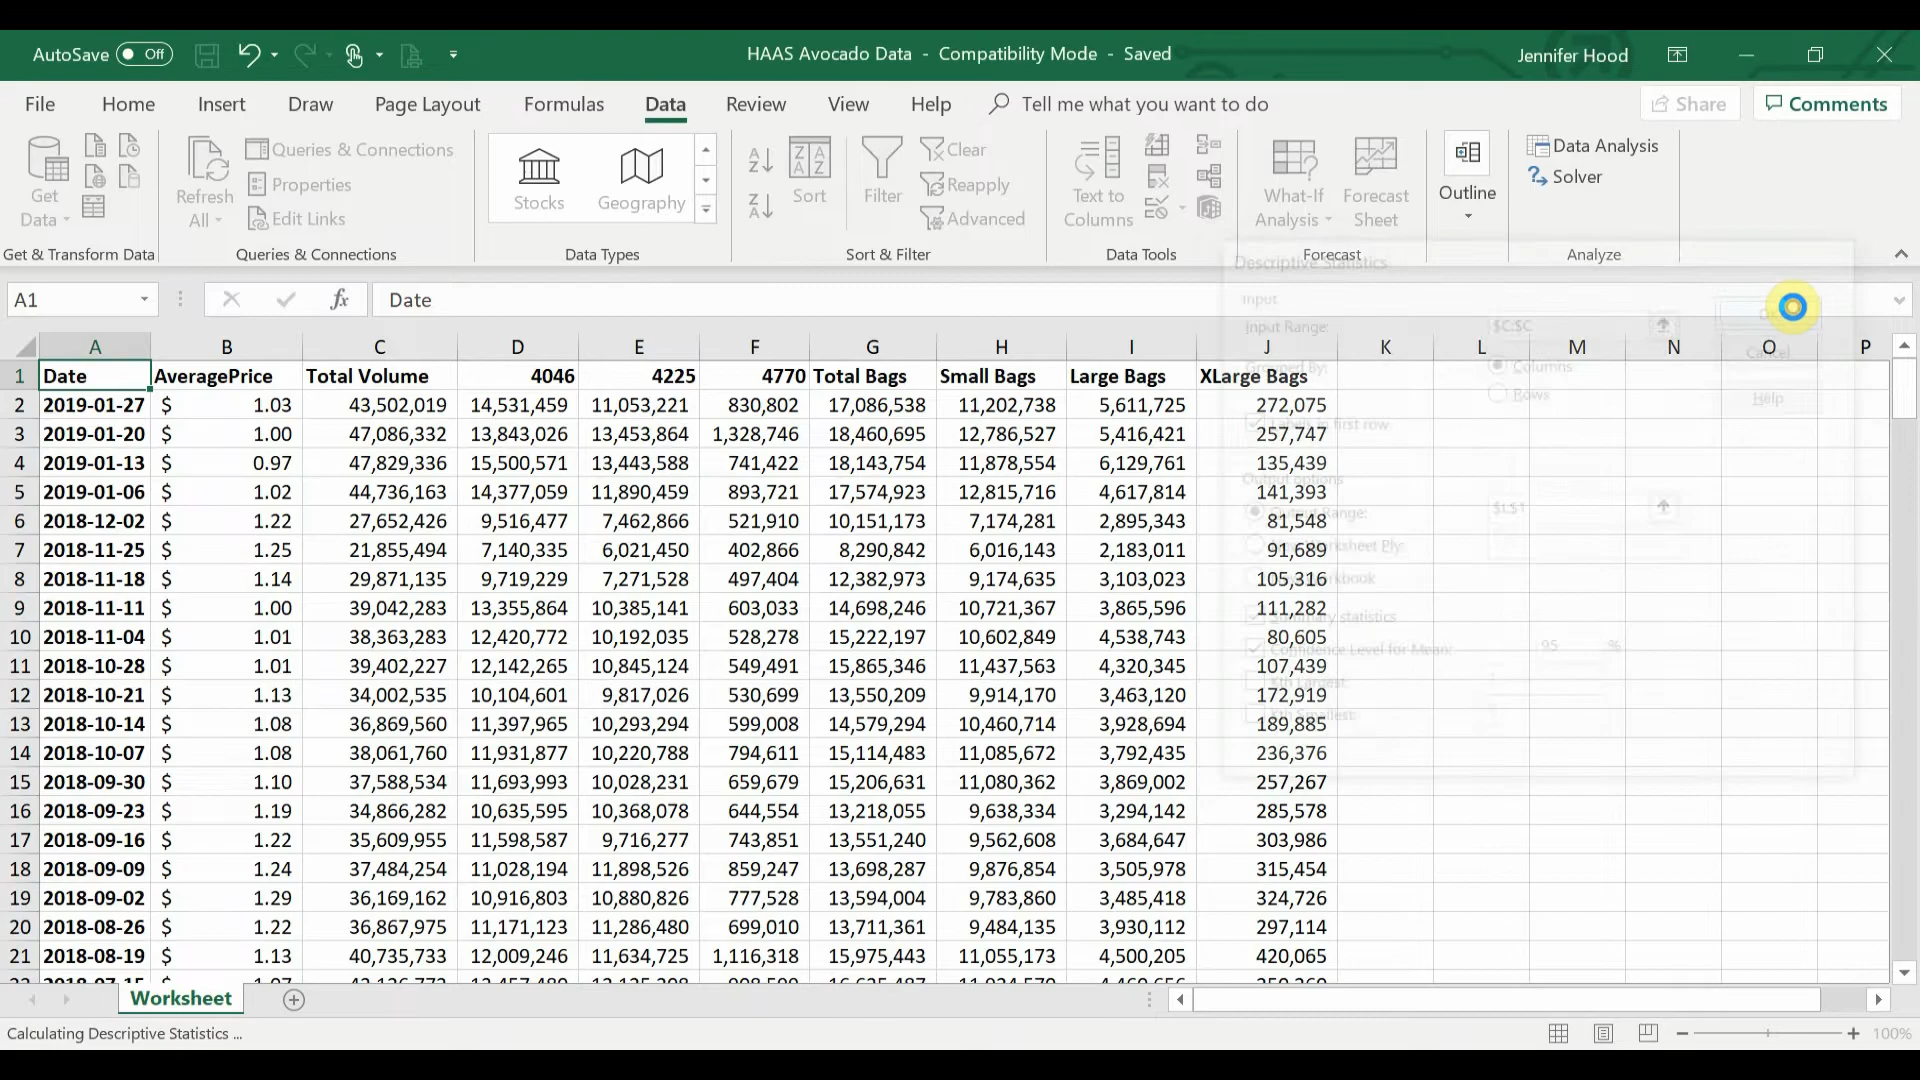 AutoSave Off HAAS Avocado Data - Compatibility Mode - Saved Jennifer Hood
File Home Insert Draw Page Layout Formulas Data Review View Help Tell me what you want to do Share Comments
Get Data Refresh All Queries & Connections Properties Edit Links Stocks Geography Sort Filter Clear Reapply Advanced Text to Columns What-If Analysis Forecast Sheet Outline Data Analysis Solver
Get & Transform Data Queries & Connections Data Types Sort & Filter Data Tools Forecast Analyze
A1 fx Date
A B C D E F G H I J K L M N O P
1 Date AveragePrice Total Volume 4046 4225 4770 Total Bags Small Bags Large Bags XLarge Bags
2 2019-01-27 $ 1.03 43,502,019 14,531,459 11,053,221 830,802 17,086,538 11,202,738 5,611,725 272,075
3 2019-01-20 $ 1.00 47,086,332 13,843,026 13,453,864 1,328,746 18,460,695 12,786,527 5,416,421 257,747
4 2019-01-13 $ 0.97 47,829,336 15,500,571 13,443,588 741,422 18,143,754 11,878,554 6,129,761 135,439
5 2019-01-06 $ 1.02 44,736,163 14,377,059 11,890,459 893,721 17,574,923 12,815,716 4,617,814 141,393
6 2018-12-02 $ 1.22 27,652,426 9,516,477 7,462,866 521,910 10,151,173 7,174,281 2,895,343 81,548
7 2018-11-25 $ 1.25 21,855,494 7,140,335 6,021,450 402,866 8,290,842 6,016,143 2,183,011 91,689
8 2018-11-18 $ 1.14 29,871,135 9,719,229 7,271,528 497,404 12,382,973 9,174,635 3,103,023 105,316
9 2018-11-11 $ 1.00 39,042,283 13,355,864 10,385,141 603,033 14,698,246 10,721,367 3,865,596 111,282
10 2018-11-04 $ 1.01 38,363,283 12,420,772 10,192,035 528,278 15,222,197 10,602,849 4,538,743 80,605
11 2018-10-28 $ 1.01 39,402,227 12,142,265 10,845,124 549,491 15,865,346 11,437,563 4,320,345 107,439
12 2018-10-21 $ 1.13 34,002,535 10,104,601 9,817,026 530,699 13,550,209 9,914,170 3,463,120 172,919
13 2018-10-14 $ 1.08 36,869,560 11,397,965 10,293,294 599,008 14,579,294 10,460,714 3,928,694 189,885
14 2018-10-07 $ 1.08 38,061,760 11,931,877 10,220,788 794,611 15,114,483 11,085,672 3,792,435 236,376
15 2018-09-30 $ 1.10 37,588,534 11,693,993 10,028,231 659,679 15,206,631 11,080,362 3,869,002 257,267
16 2018-09-23 $ 1.19 34,866,282 10,635,595 10,368,078 644,554 13,218,055 9,638,334 3,294,142 285,578
17 2018-09-16 $ 1.22 35,609,955 11,598,587 9,716,277 743,851 13,551,240 9,562,608 3,684,647 303,986
18 2018-09-09 $ 1.24 37,484,254 11,028,194 11,898,526 859,247 13,698,287 9,876,854 3,505,978 315,454
19 2018-09-02 $ 1.29 36,169,162 10,916,803 10,880,826 777,528 13,594,004 9,783,860 3,485,418 324,726
20 2018-08-26 $ 1.22 36,867,975 11,171,123 11,286,480 699,010 13,711,361 9,484,135 3,930,112 297,114
21 2018-08-19 $ 1.13 40,735,733 12,009,246 11,634,725 1,116,318 15,975,443 11,055,173 4,500,205 420,065
Descriptive Statistics
Input
Input Range: $C:$C
Grouped By: Columns
Rows
Cancel
Help
Labels in first row
Output options
Output Range: $L$1
Summary statistics
Confidence Level for Mean: 95 %
Kth Largest:
Kth Smallest:
Worksheet
Calculating Descriptive Statistics ... 100%